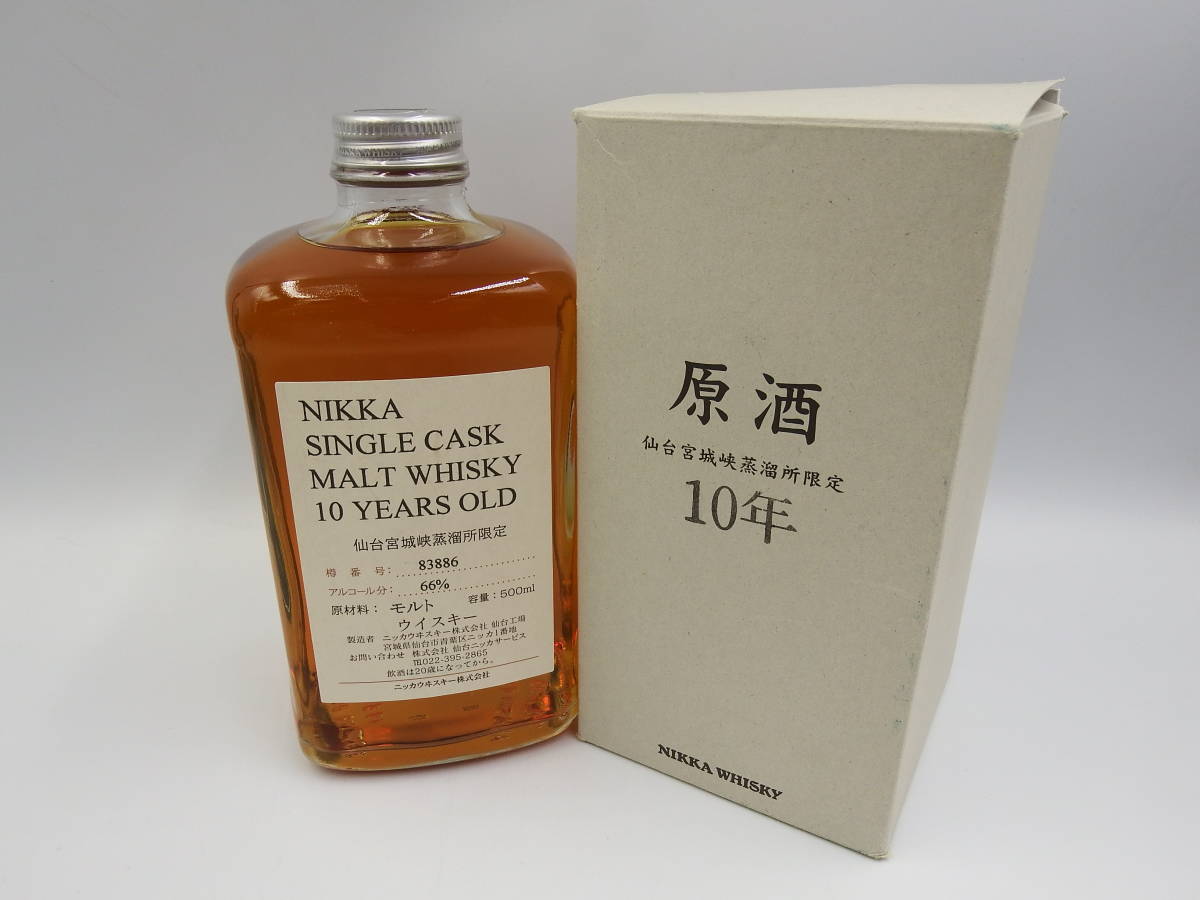 NIKKA WHISKY
NIKKA
SINGLE CASK
MALT WHISKY
10 YEARS OLD
仙台宮城峡蒸溜所限定
樽番号: 83886
アルコール分: 66%
原材料: モルト 容量:500ml
ウイスキー
製造者 ニッカウヰスキー株式会社 仙台工場
宮城県仙台市青葉区ニッカ1番地
お問い合わせ 株式会社 仙台ニッカサービス
TEL022-395-2865
飲酒は20歳になってから。
ニッカウヰスキー株式会社
原酒
仙台宮城峡蒸溜所限定
10年
NIKKA WHISKY